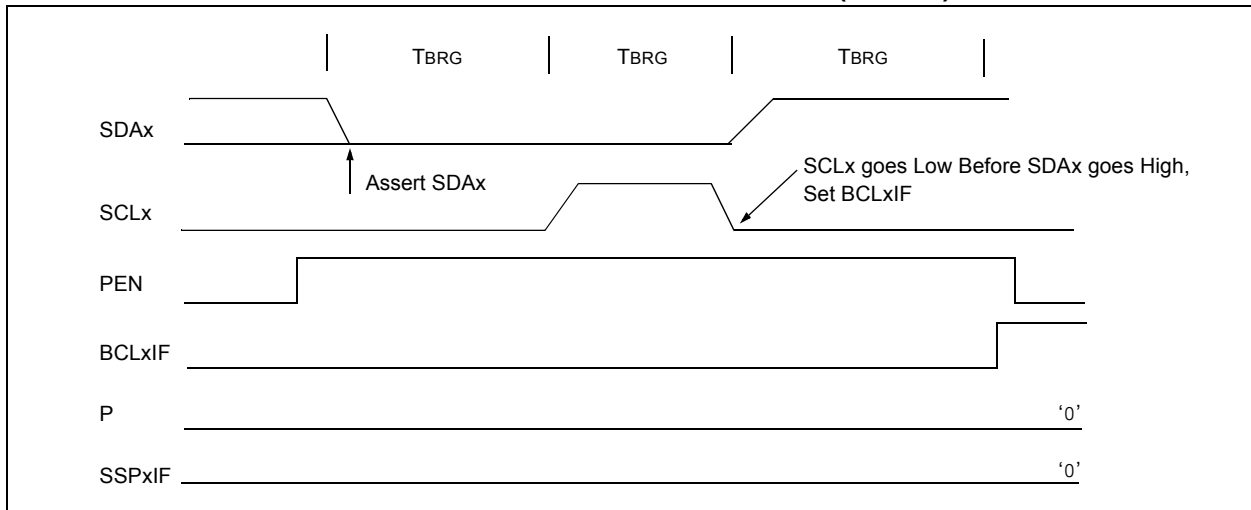 TBRG TBRG TBRG
SDAx
Assert SDAx
SCLx goes Low Before SDAx goes High,
Set BCLxIF
SCLx
PEN
BCLxIF
P ‘0’
SSPxIF ‘0’